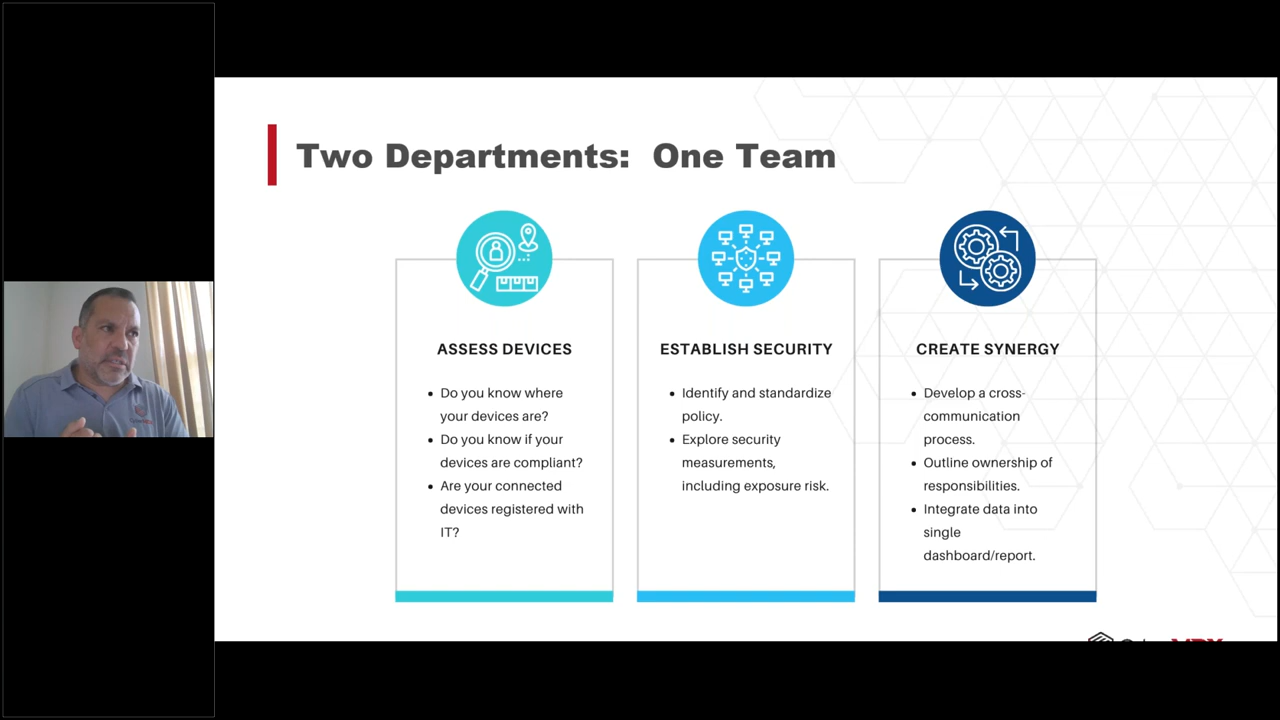 Two Departments: One Team
ASSESS DEVICES
Do you know where
your devices are?
Do you know if your
devices are compliant?
Are your connected
devices registered with
IT?
ESTABLISH SECURITY
Identify and standardize
policy.
Explore security
measurements,
including exposure risk.
CREATE SYNERGY
Develop a cross-
communication
process.
Outline ownership of
responsibilities.
Integrate data into
single
dashboard/report.